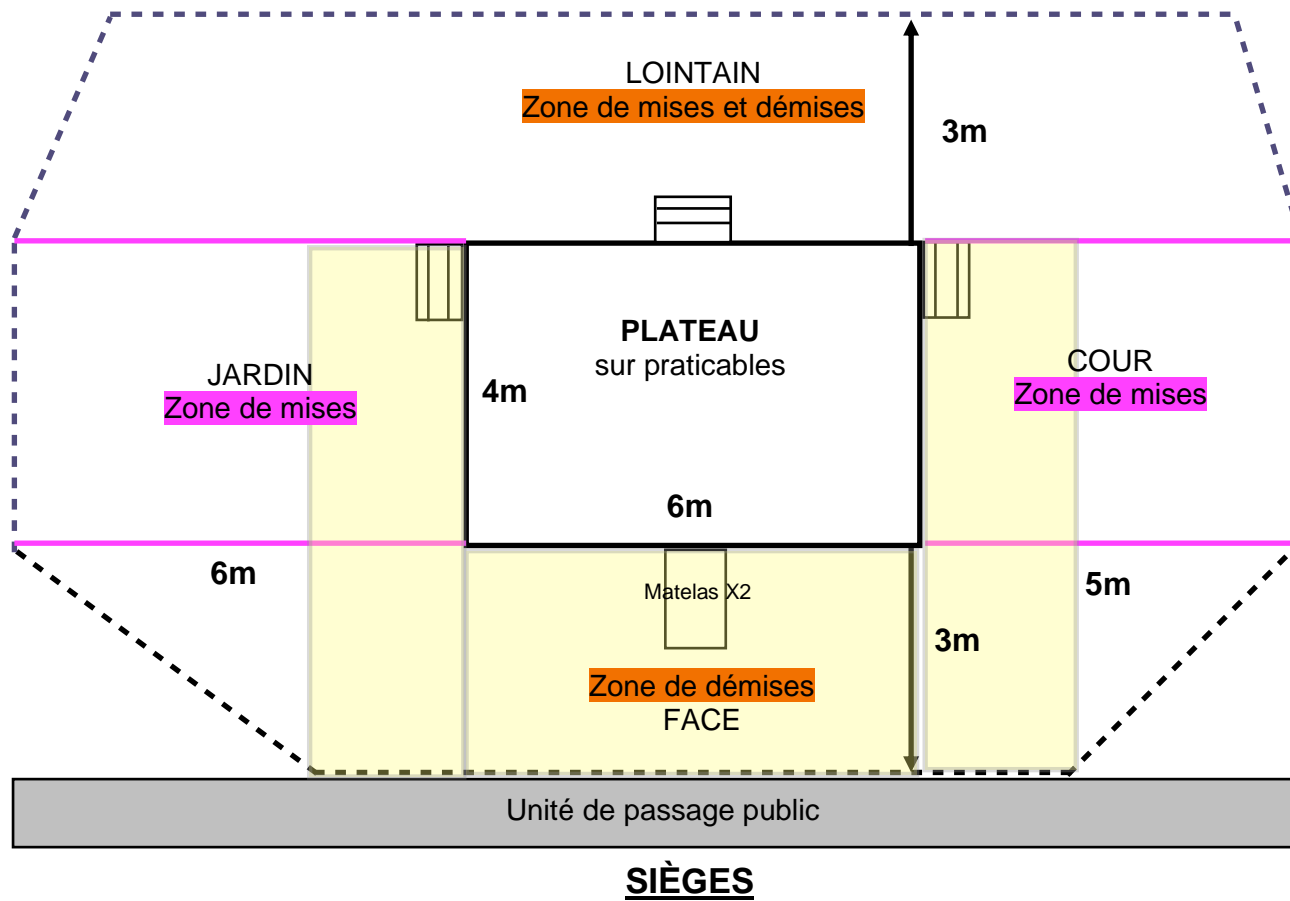 LOINTAIN
Zone de mises et démises
3m
PLATEAU
sur praticables
JARDIN
Zone de mises
4m
COUR
Zone de mises
6m
6m
Matelas X2
5m
3m
Zone de démises
FACE
Unité de passage public
SIÈGES